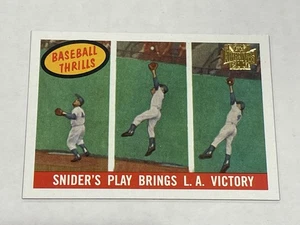 BASEBALL
THRILLS
SNIDER'S PLAY BRINGS L.A. VICTORY